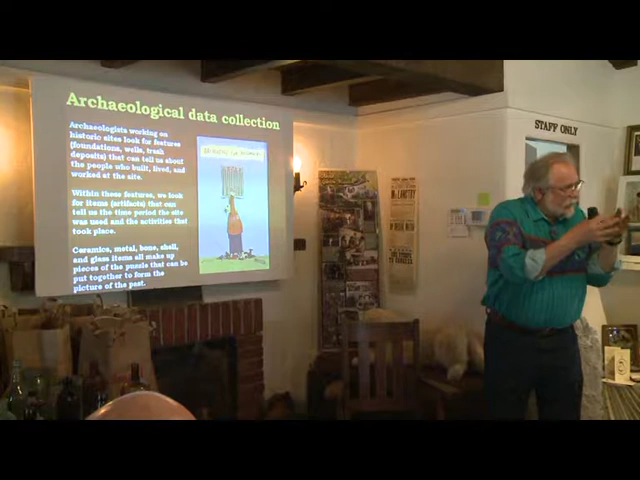 Archaeological data collection
Archaeologists working on
historic sites look for features
(foundations, wells, trash
deposits) that can tell us about
the people who built, lived, and
worked at the site.
Within these features, we look
for items (artifacts) that can
tell us the time period the site
was used and the activities that
took place.
Ceramics, metal, bone, shell,
and glass items all make up
pieces of the puzzle that can be
put together to form the
picture of the past.
STAFF ONLY